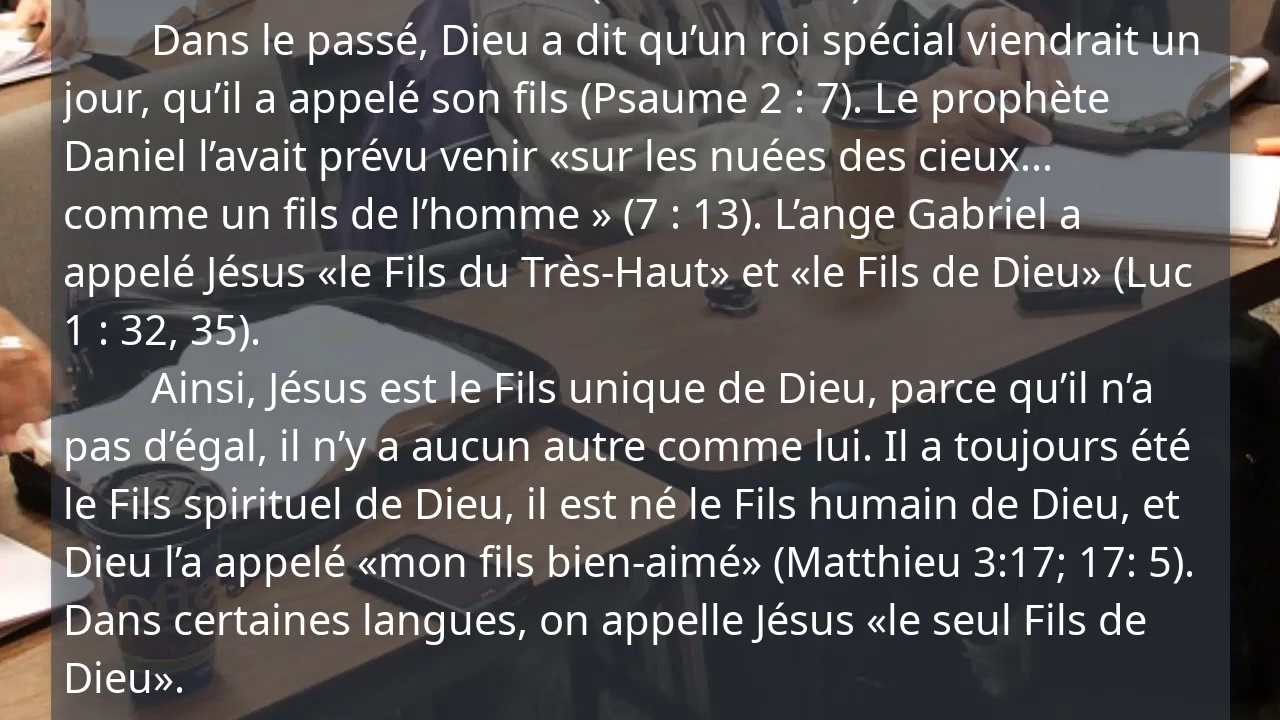 Dans le passé, Dieu a dit qu’un roi spécial viendrait un
jour, qu’il a appelé son fils (Psaume 2 : 7). Le prophète
Daniel l’avait prévu venir «sur les nuées des cieux...
comme un fils de l’homme » (7 : 13). L’ange Gabriel a
appelé Jésus «le Fils du Très-Haut» et «le Fils de Dieu» (Luc
1 : 32, 35).
Ainsi, Jésus est le Fils unique de Dieu, parce qu’il n’a
pas d’égal, il n’y a aucun autre comme lui. Il a toujours été
le Fils spirituel de Dieu, il est né le Fils humain de Dieu, et
Dieu l’a appelé «mon fils bien-aimé» (Matthieu 3:17; 17: 5).
Dans certaines langues, on appelle Jésus «le seul Fils de
Dieu».